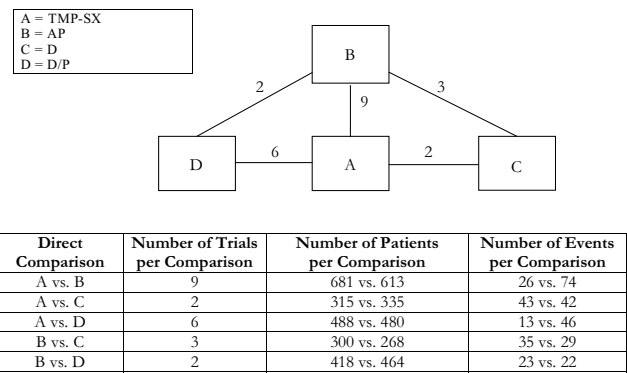 A = TMP-SX
B = AP
C = D
D = D/P
B
2
3
9
D
6
A
2
C
Direct Comparison Number of Trials per Comparison Number of Patients per Comparison Number of Events per Comparison
A vs. B 9 681 vs. 613 26 vs. 74
A vs. C 2 315 vs. 335 43 vs. 42
A vs. D 6 488 vs. 480 13 vs. 46
B vs. C 3 300 vs. 268 35 vs. 29
B vs. D 2 418 vs. 464 23 vs. 22